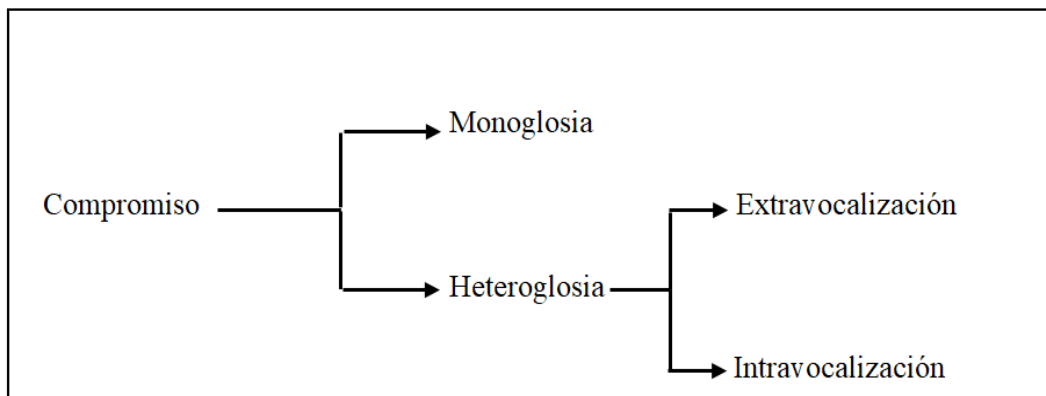 Monoglosia
Compromiso
Extravocalización
Heteroglosia
Intravocalización